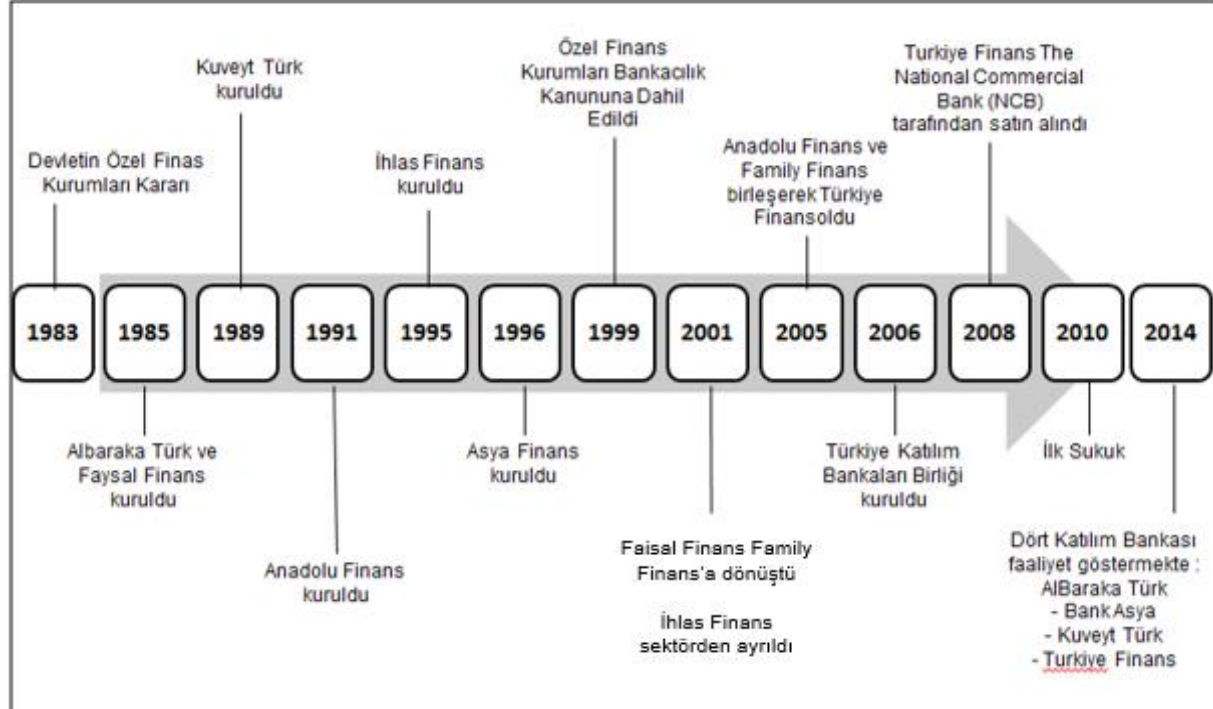 Devletin Özel Finas
Kurumları Kararı
Kuveyt Türk
kuruldu
İhlas Finans
kuruldu
Özel Finans
Kurumları Bankacılık
Kanununa Dahil
Edildi
Anadolu Finans ve
Family Finans
birleşerek Türkiye
Finansoldu
Turkiye Finans The
National Commercial
Bank (NCB)
tarafından satın alındı
1983
1985
1989
1991
1995
1996
1999
2001
2005
2006
2008
2010
2014
Albaraka Türk ve
Faysal Finans
kuruldu
Anadolu Finans
kuruldu
Asya Finans
kuruldu
Faisal Finans Family
Finans'a dönüştü
İhlas Finans
sektörden ayrıldı
Türkiye Katılım
Bankaları Birliği
kuruldu
İlk Sukuk
Dört Katılım Bankası
faaliyet göstermekte :
AlBaraka Türk
- Bank Asya
- Kuveyt Türk
- Turkiye Finans